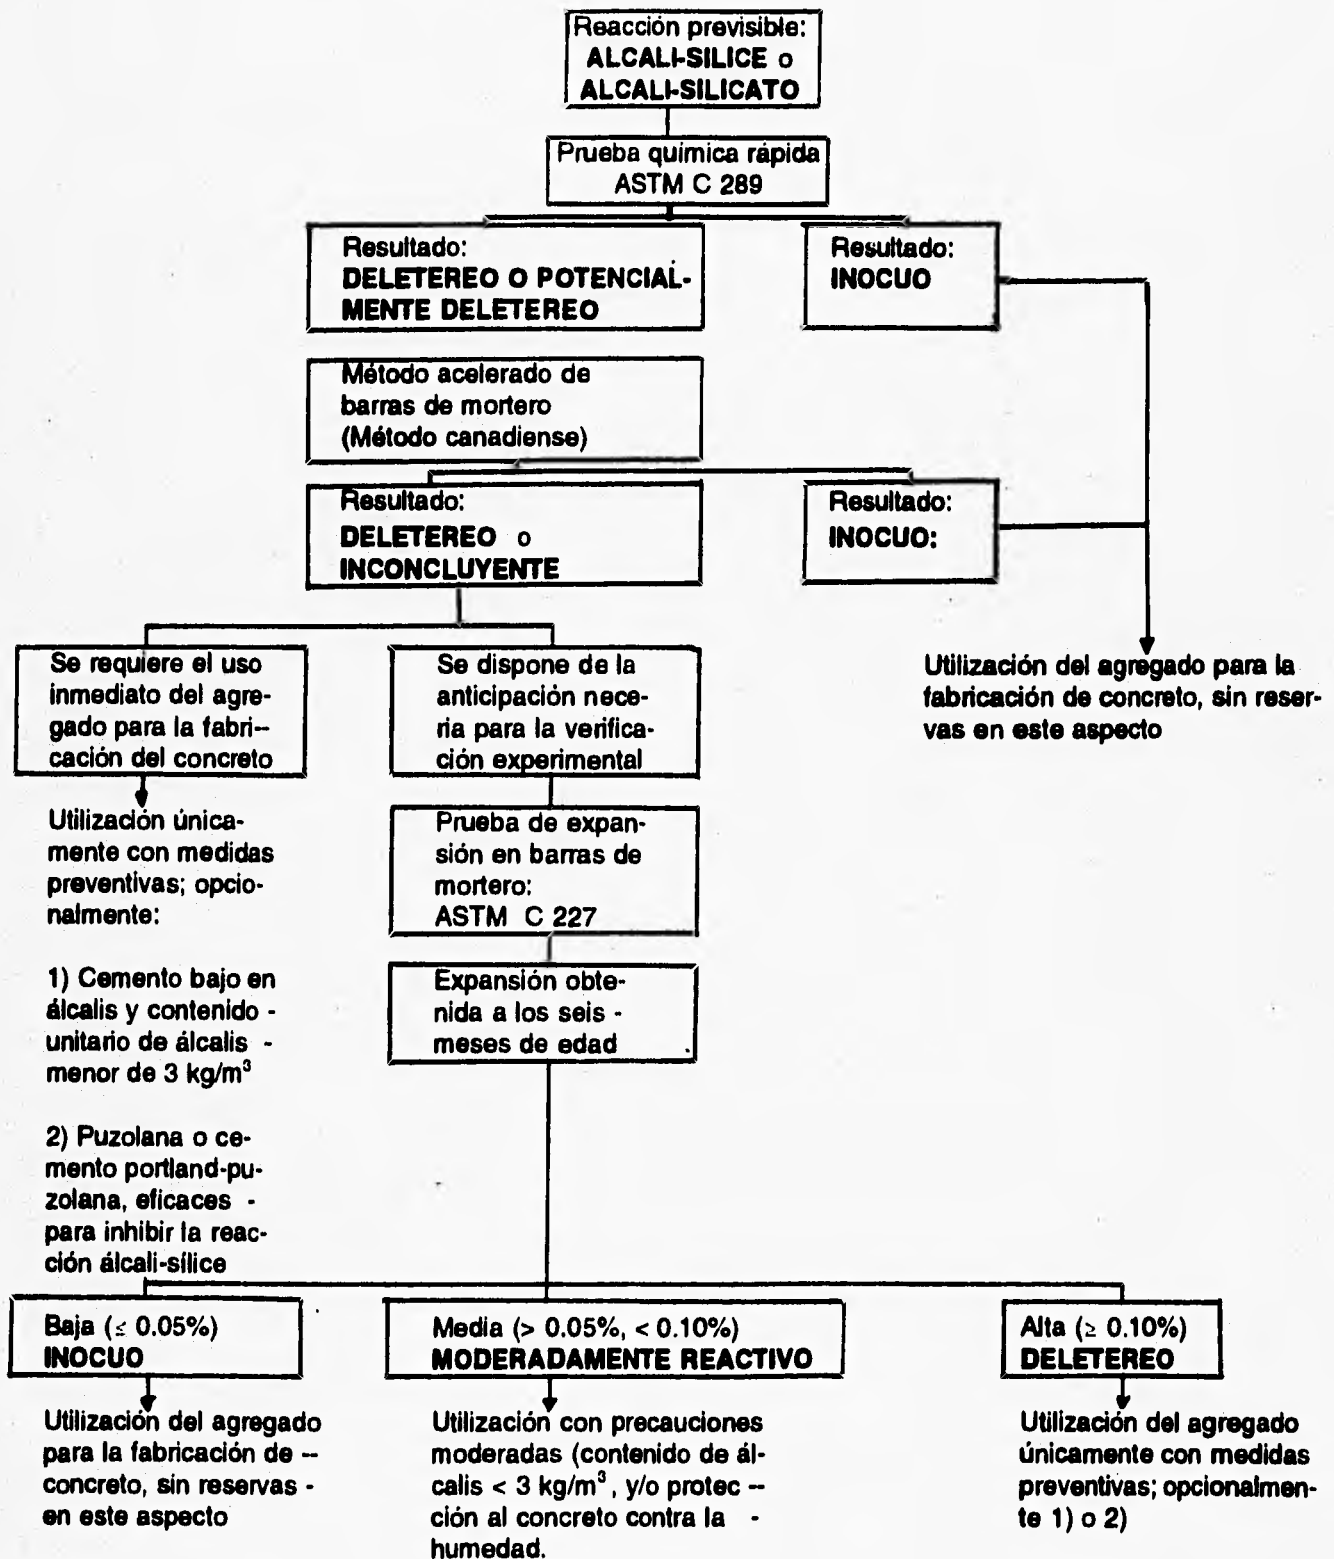 Reacción previsible:
ALCALI-SILICE o
ALCALI-SILICATO
Prueba química rápida
ASTM C 289
Resultado:
DELETEREO O POTENCIAL-
MENTE DELETEREO
Resultado:
INOCUO
Método acelerado de
barras de mortero
(Método canadiense)
Resultado:
DELETEREO o
INCONCLUYENTE
Resultado:
INOCUO:
Se requiere el uso
inmediato del agre-
gado para la fabri--
cación del concreto
Se dispone de la
anticipación nece-
ria para la verifica-
ción experimental
Utilización del agregado para la
fabricación de concreto, sin reser-
vas en este aspecto
Utilización única-
mente con medidas
preventivas; opcio-
nalmente:
1) Cemento bajo en
álcalis y contenido -
unitario de álcalis -
menor de 3 kg/m³
2) Puzolana o ce-
mento portland-pu-
zolana, eficaces -
para inhibir la reac-
ción álcali-sílice
Prueba de expan-
sión en barras de
mortero:
ASTM C 227
Expansión obte-
nida a los seis -
meses de edad
Baja (≤ 0.05%)
INOCUO
Media (> 0.05%, < 0.10%)
MODERADAMENTE REACTIVO
Alta (≥ 0.10%)
DELETEREO
Utilización del agregado
para la fabricación de --
concreto, sin reservas -
en este aspecto
Utilización con precauciones
moderadas (contenido de ál-
calis < 3 kg/m³, y/o protec --
ción al concreto contra la -
humedad.
Utilización del agregado
únicamente con medidas
preventivas; opcionalmen-
te 1) o 2)